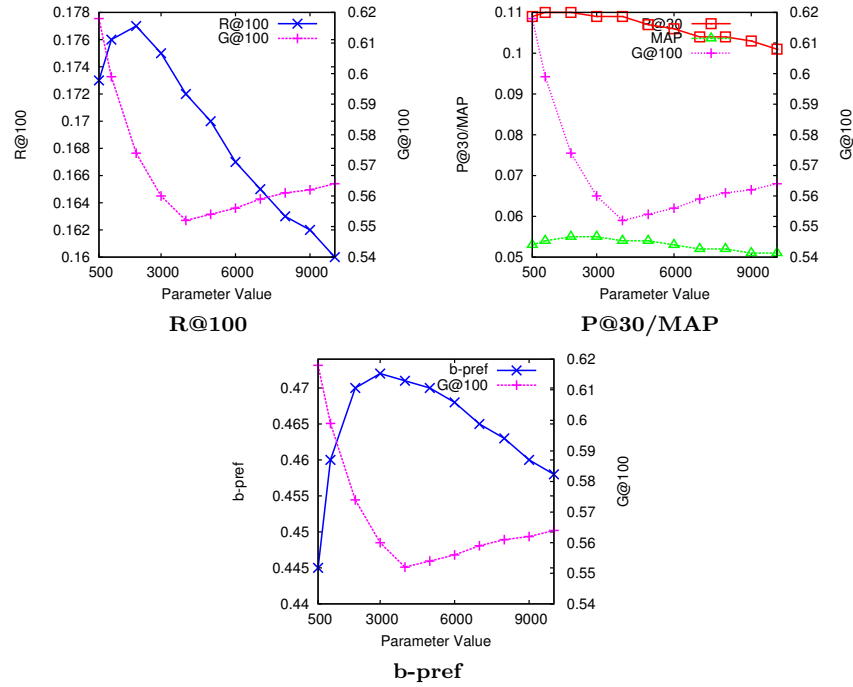 0.178
0.176
0.174
0.172
0.17
0.168
0.166
0.164
0.162
0.16
R@100
R@100
G@100
0.62
0.61
0.6
0.59
0.58
0.57
0.56
0.55
0.54
G@100
500 3000 6000 9000
Parameter Value
R@100
0.11
0.1
0.09
0.08
0.07
0.06
0.05
P@30/MAP
P@30
MAP
G@100
0.62
0.61
0.6
0.59
0.58
0.57
0.56
0.55
0.54
G@100
500 3000 6000 9000
Parameter Value
P@30/MAP
0.47
0.465
0.46
0.455
0.45
0.445
0.44
b-pref
b-pref
G@100
0.62
0.61
0.6
0.59
0.58
0.57
0.56
0.55
0.54
G@100
500 3000 6000 9000
Parameter Value
b-pref